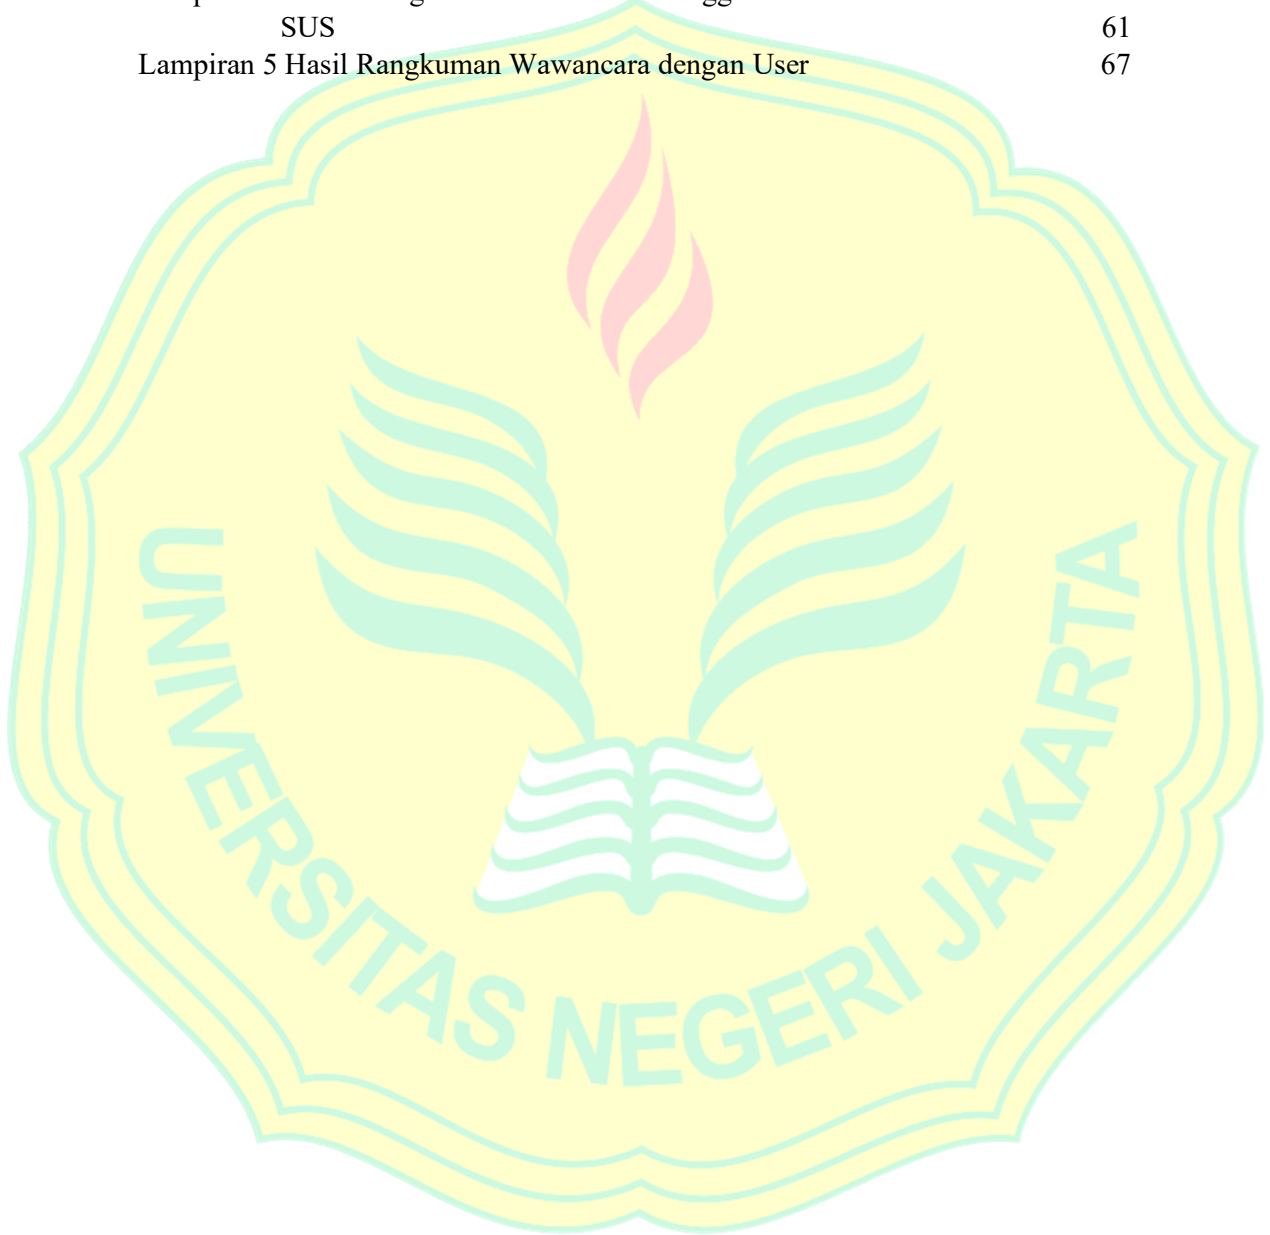 SUS 61
Lampiran 5 Hasil Rangkuman Wawancara dengan User 67
UNIVERSITAS NEGERI JAKARTA